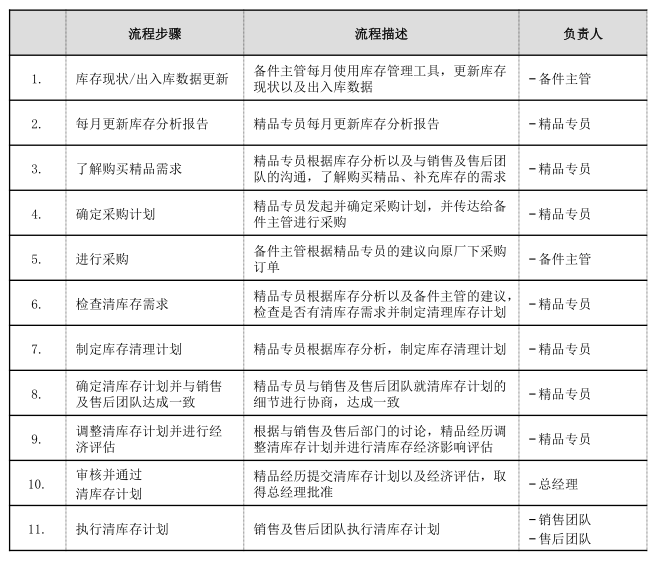 流程步骤 流程描述 负责人
1. 库存现状/出入库数据更新 备件主管每月使用库存管理工具，更新库存
现状以及出入库数据 –备件主管
2. 每月更新库存分析报告 精品专员每月更新库存分析报告 –精品专员
3. 了解购买精品需求 精品专员根据库存分析以及与销售及售后团
队的沟通，了解购买精品、补充库存的需求 –精品专员
4. 确定采购计划 精品专员发起并确定采购计划，并传达给备
件主管进行采购 –精品专员
5. 进行采购 备件主管根据精品专员的建议向原厂下采购
订单 –备件主管
6. 检查清库存需求 精品专员根据库存分析以及备件主管的建议，
检查是否有清库存需求并制定清理库存计划 –精品专员
7. 制定库存清理计划 精品专员根据库存分析，制定库存清理计划 –精品专员
8. 确定清库存计划并与销售
及售后团队达成一致 精品专员与销售及售后团队就清库存计划的
细节进行协商，达成一致 –精品专员
9. 调整清库存计划并进行经
济评估 根据与销售及售后部门的讨论，精品经历调
整清库存计划并进行清库存经济影响评估 –精品专员
10. 审核并通过
清库存计划 精品经历提交清库存计划以及经济评估，取
得总经理批准 –总经理
11. 执行清库存计划 销售及售后团队执行清库存计划 –销售团队
–售后团队